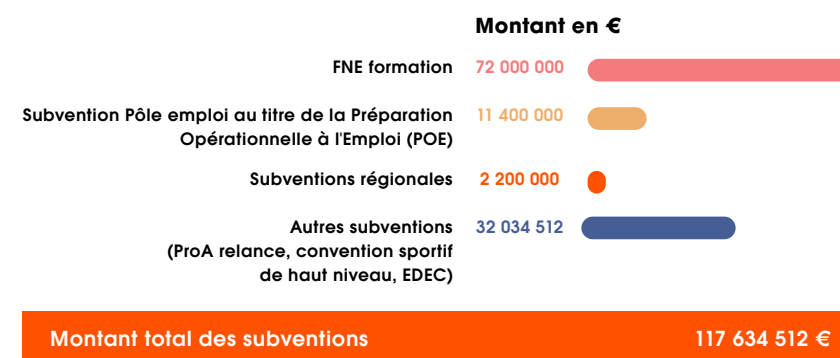 Montant en €
FNE formation 72 000 000
Subvention Pôle emploi au titre de la Préparation 11 400 000
Opérationnelle à l'Emploi (POE)
Subventions régionales 2 200 000
Autres subventions 32 034 512
(ProA relance, convention sportif
de haut niveau, EDEC)
Montant total des subventions 117 634 512 €